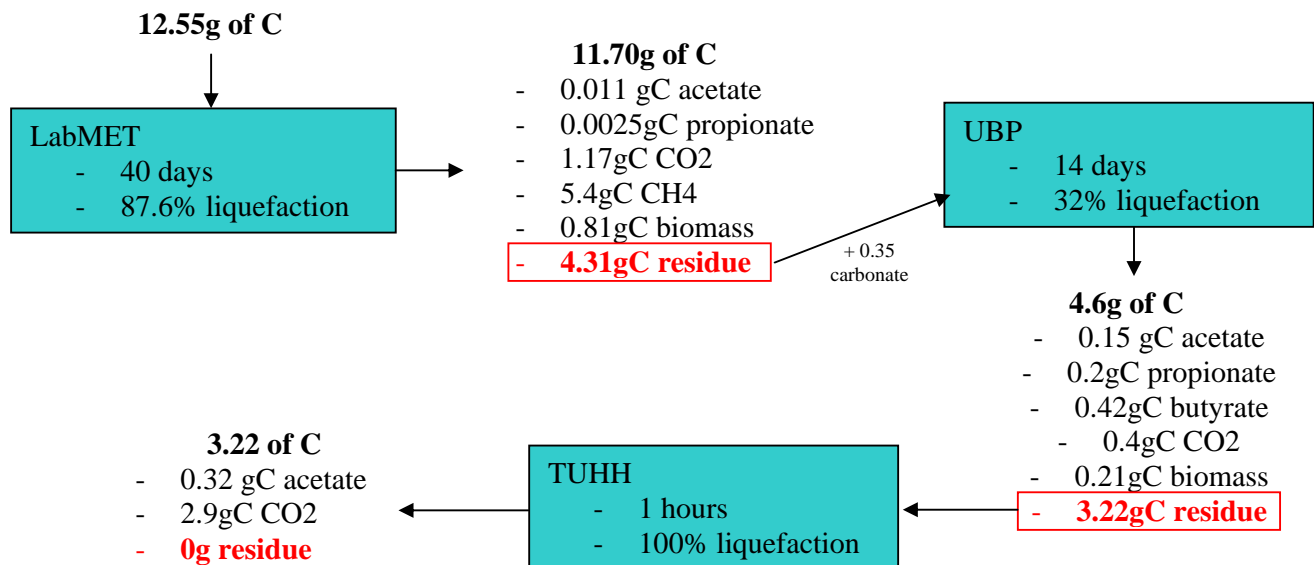 12.55g of C
LabMET
- 40 days
- 87.6% liquefaction
11.70g of C
- 0.011 gC acetate
- 0.0025gC propionate
- 1.17gC CO2
- 5.4gC CH4
- 0.81gC biomass
- 4.31gC residue
+ 0.35
carbonate
UBP
- 14 days
- 32% liquefaction
4.6g of C
- 0.15 gC acetate
- 0.2gC propionate
- 0.42gC butyrate
- 0.4gC CO2
- 0.21gC biomass
- 3.22gC residue
TUHH
- 1 hours
- 100% liquefaction
3.22 of C
- 0.32 gC acetate
- 2.9gC CO2
- 0g residue